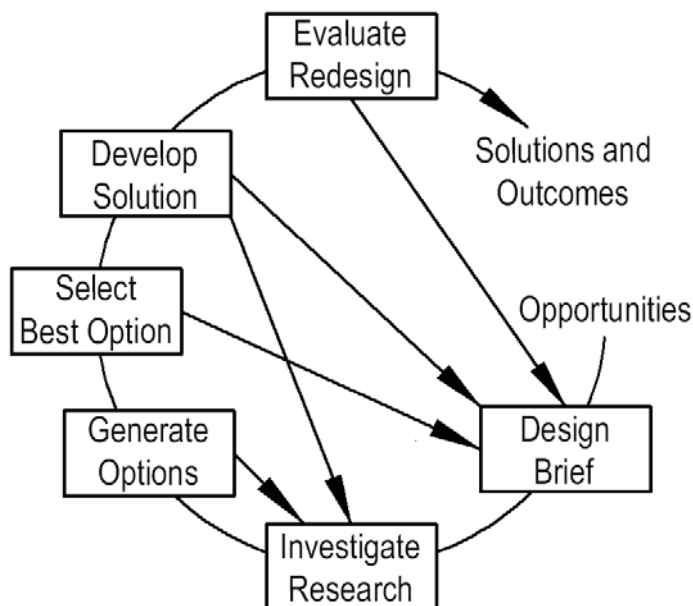 Evaluate
Redesign
Solutions and
Outcomes
Develop
Solution
Select
Best Option
Opportunities
Generate
Options
Design
Brief
Investigate
Research